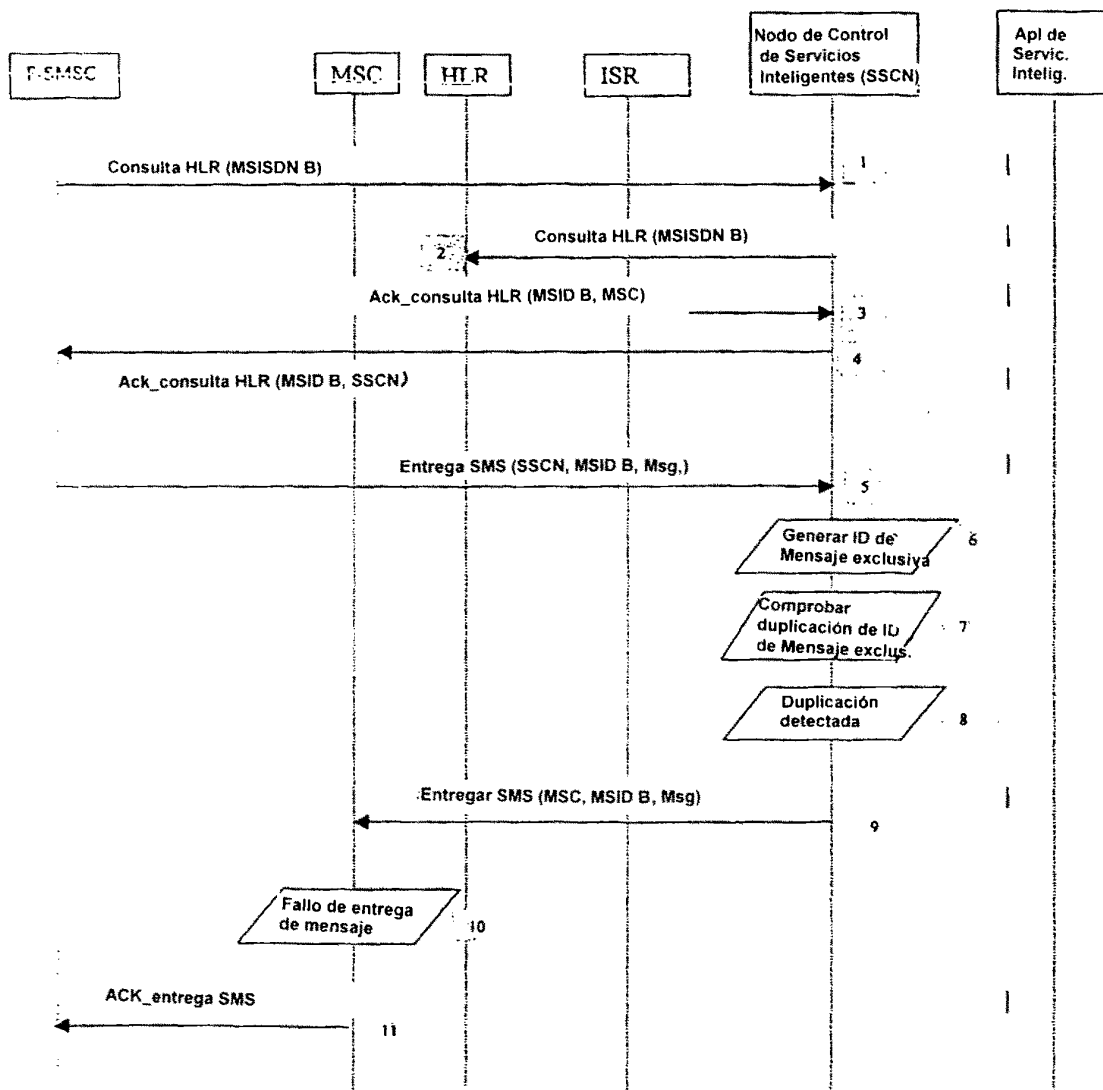 F-SMSC
MSC
HLR
ISR
Nodo de Control
de Servicios
Inteligentes (SSCN)
Apl de
Servic.
Intelig.
Consulta HLR (MSISDN B)
1
Consulta HLR (MSISDN B)
2
Ack_consulta HLR (MSID B, MSC)
3
4
Ack_consulta HLR (MSID B, SSCN)
Entrega SMS (SSCN, MSID B, Msg,)
5
Generar ID de
Mensaje exclusiva
6
Comprobar
duplicación de ID
de Mensaje exclus.
7
Duplicación
detectada
8
Entregar SMS (MSC, MSID B, Msg)
9
Fallo de entrega
de mensaje
10
ACK_entrega SMS
11